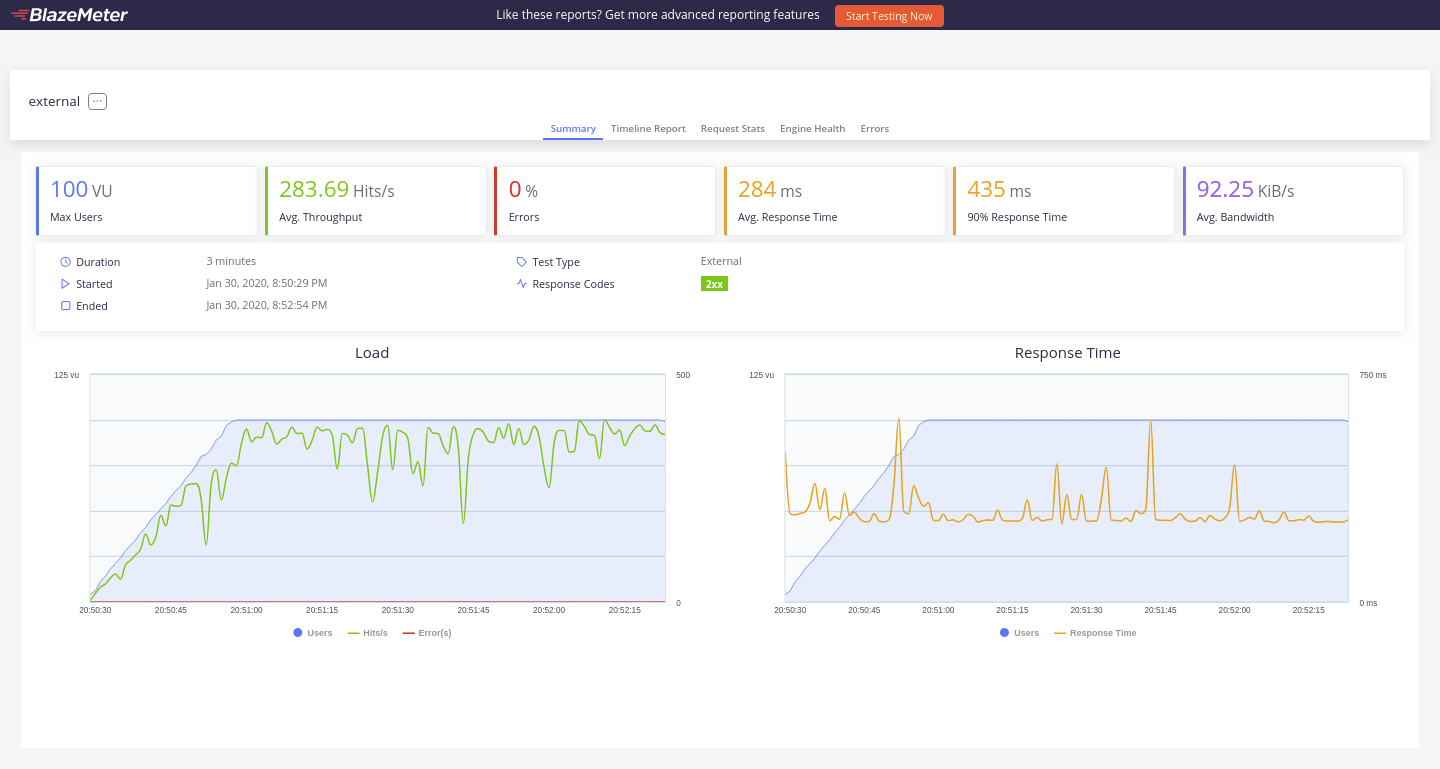 BlazeMeter
Like these reports? Get more advanced reporting features
Start Testing Now
external
Summary Timeline Report Request Stats Engine Health Errors
100 VU
Max Users
283.69 Hits/s
Avg. Throughput
0 %
Errors
284 ms
Avg. Response Time
435 ms
90% Response Time
92.25 KiB/s
Avg. Bandwidth
Duration 3 minutes
Started Jan 30, 2020, 8:50:29 PM
Ended Jan 30, 2020, 8:52:54 PM
Test Type External
Response Codes 2xx
Load
125 vu 500
0
20:50:30 20:50:45 20:51:00 20:51:15 20:51:30 20:51:45 20:52:00 20:52:15
Users Hits/s Error(s)
Response Time
125 vu 750 ms
0 ms
20:50:30 20:50:45 20:51:00 20:51:15 20:51:30 20:51:45 20:52:00 20:52:15
Users Response Time